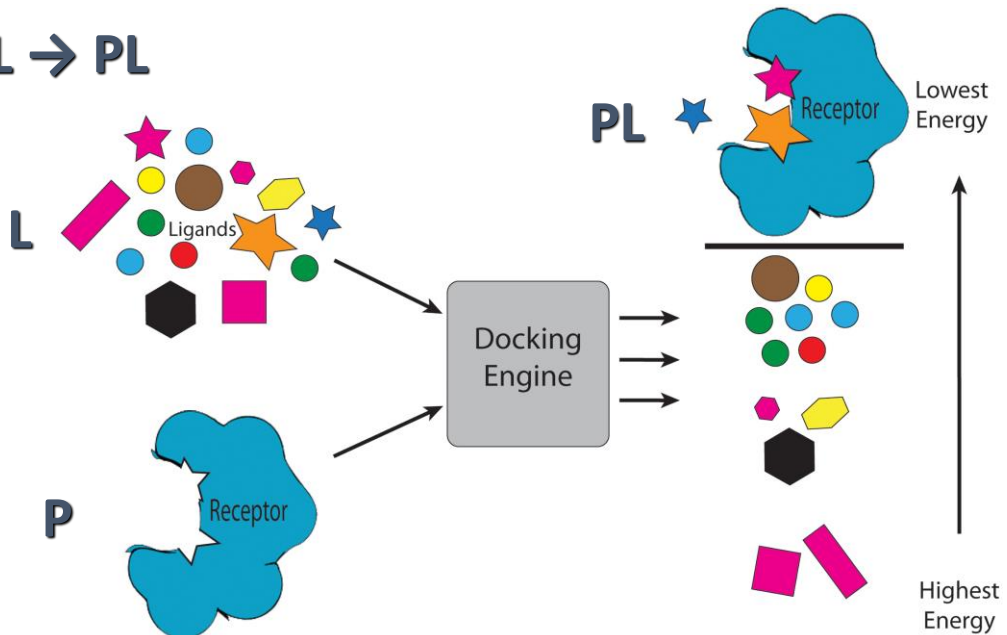 L → PL
L
Ligands
P
Receptor
Docking
Engine
PL
Receptor
Lowest
Energy
Highest
Energy